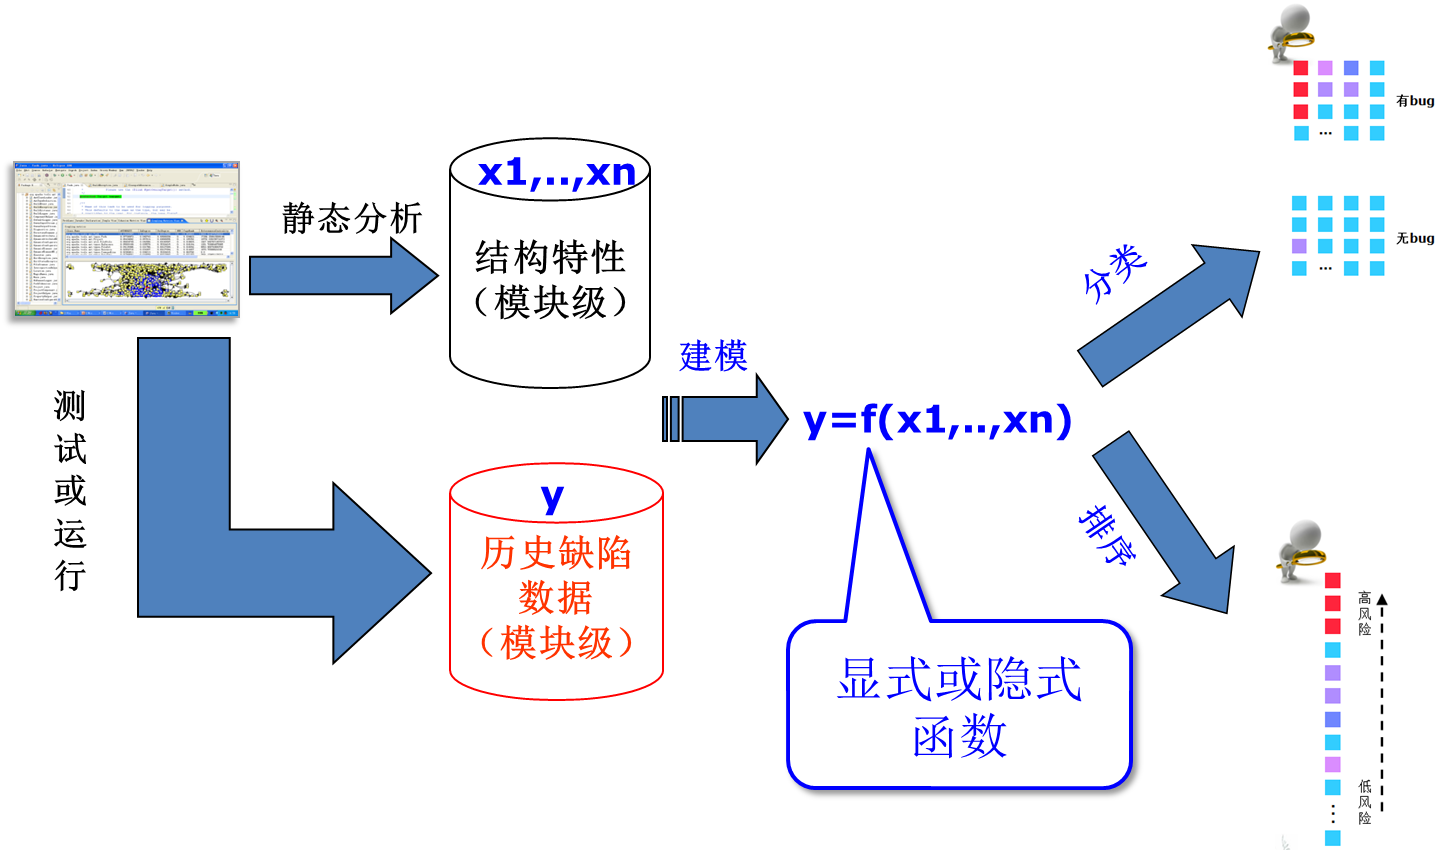 静态分析
x1,..,xn
结构特性
（模块级）
测
试
或
运
行
y
历史缺陷
数据
（模块级）
建模
y=f(x1,..,xn)
显式或隐式
函数
分类
排序
...
有bug
...
无bug
高
风
险
低
风
险
...